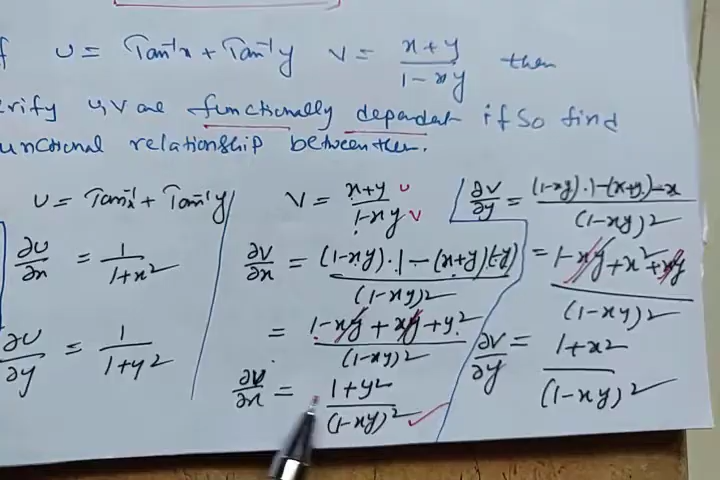 If U = Tan⁻¹x + Tan⁻¹y V = x+y / 1-xy then
verify u,v are functionally dependent if so find
functional relationship between them.
U = Tan⁻¹x + Tan⁻¹y
∂U/∂x = 1 / 1+x²
∂U/∂y = 1 / 1+y²
V = x+y / 1-xy U V
∂V/∂x = (1-xy).1-(x+y)(-y) / (1-xy)²
= 1-xy+xy+y² / (1-xy)²
∂V/∂x = 1+y² / (1-xy)²
∂V/∂y = (1-xy).1-(x+y)-x / (1-xy)²
= 1-xy+x²+xy / (1-xy)²
∂V/∂y = 1+x² / (1-xy)²